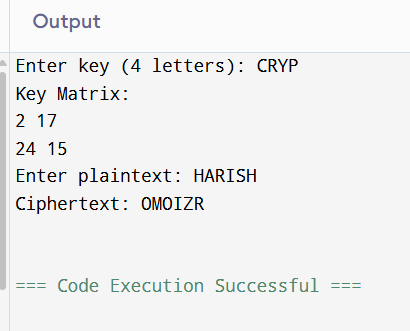 Output
Enter key (4 letters): CRYP
Key Matrix:
2 17
24 15
Enter plaintext: HARISH
Ciphertext: OMOIZR
=== Code Execution Successful ===